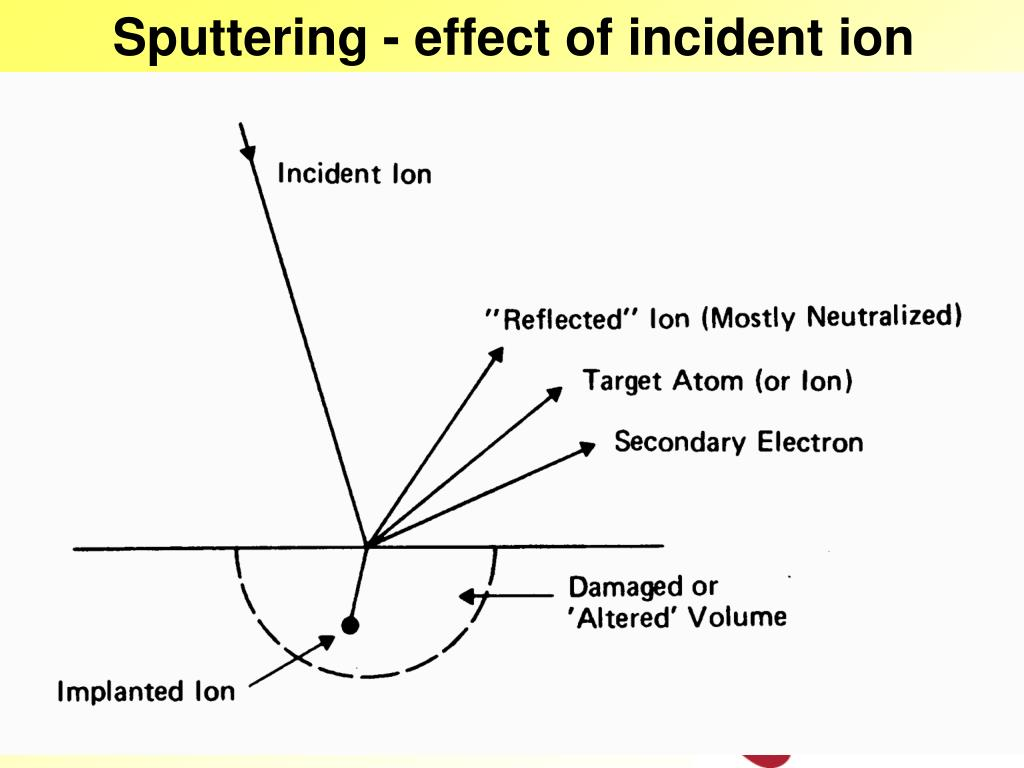 Sputtering - effect of incident ion
Incident Ion
"Reflected" Ion (Mostly Neutralized)
Target Atom (or Ion)
Secondary Electron
Damaged or
'Altered' Volume
Implanted Ion